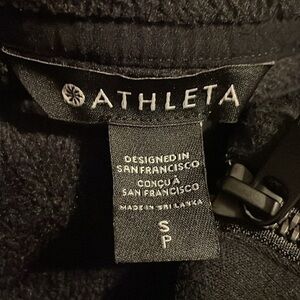 ATHLETA
DESIGNED IN
SAN FRANCISCO
CONÇU À
SAN FRANCISCO
MADE IN SRI LANKA
S
P